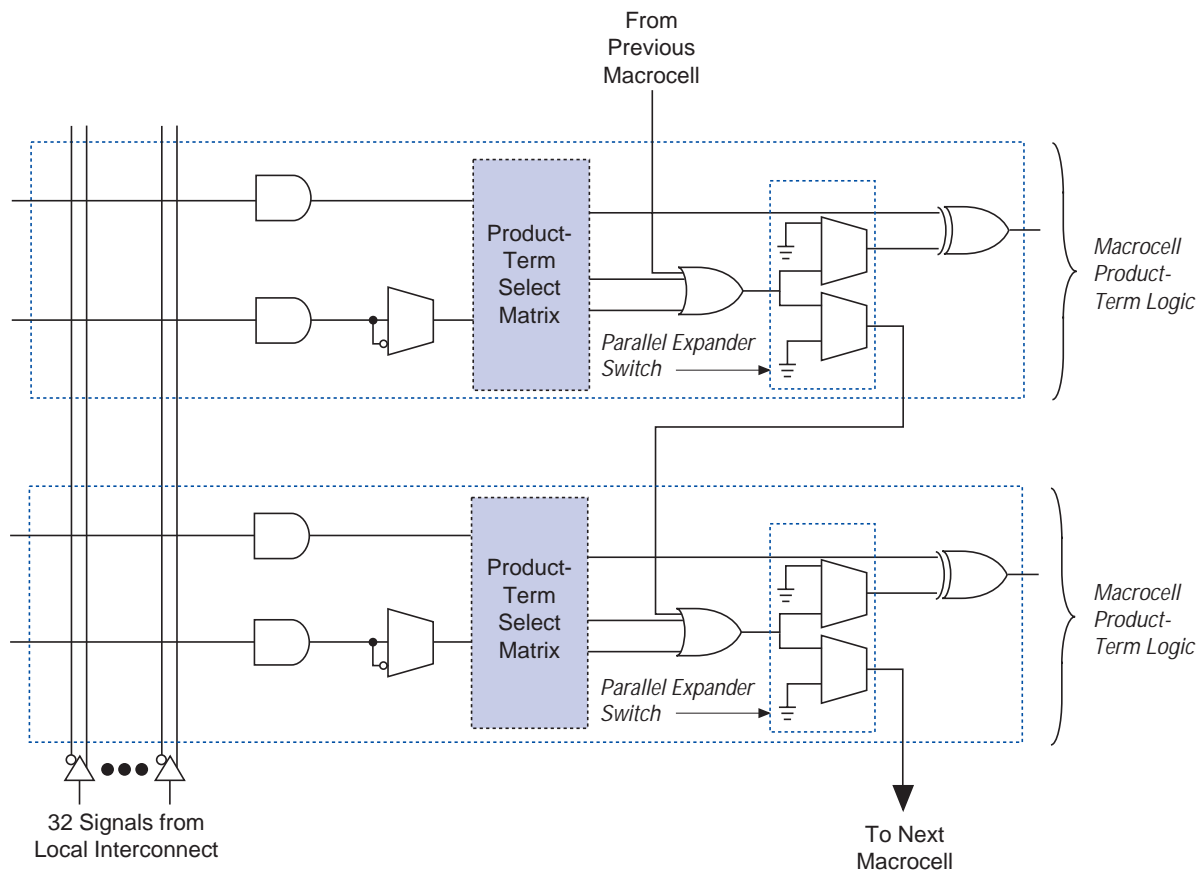 From
Previous
Macrocell
Product-
Term
Select
Matrix
Parallel Expander
Switch
Macrocell
Product-
Term Logic
Product-
Term
Select
Matrix
Parallel Expander
Switch
Macrocell
Product-
Term Logic
32 Signals from
Local Interconnect
To Next
Macrocell